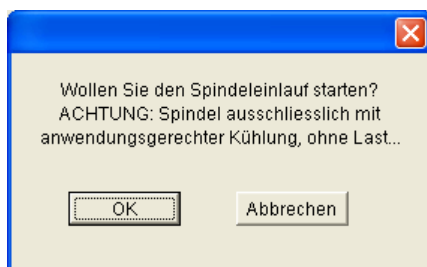 Wollen Sie den Spindeleinlauf starten?
ACHTUNG: Spindel ausschliesslich mit
anwendungsgerechter Kühlung, ohne Last...
OK
Abbrechen